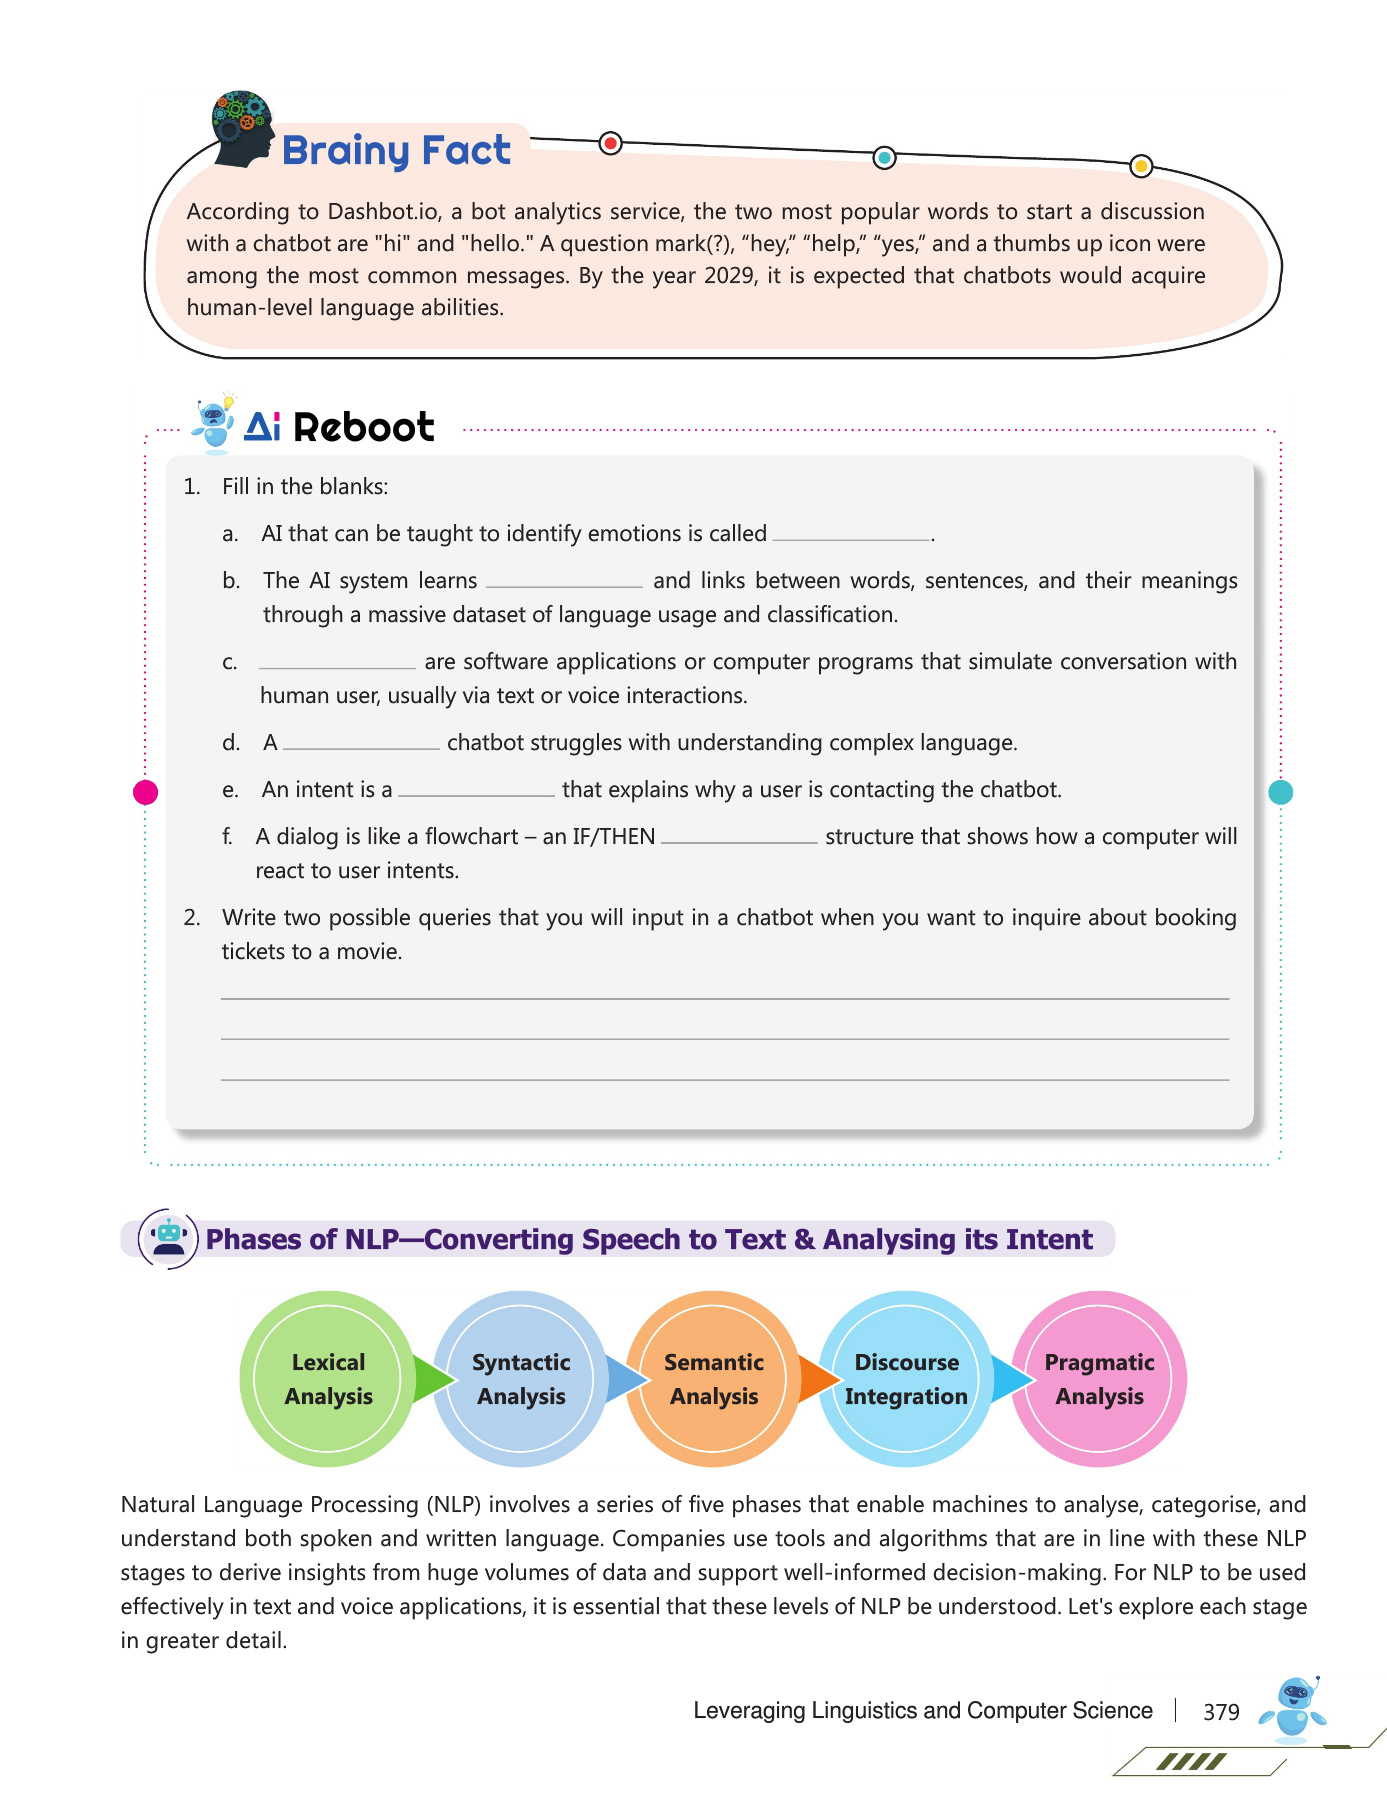 Brainy Fact
According to Dashbot.io, a bot analytics service, the two most popular words to start a discussion
with a chatbot are "hi" and "hello." A question mark(?), “hey,” “help,” “yes,” and a thumbs up icon were
among the most common messages. By the year 2029, it is expected that chatbots would acquire
human-level language abilities.
Ai Reboot
1. Fill in the blanks:
a. AI that can be taught to identify emotions is called ______________.
b. The AI system learns ______________ and links between words, sentences, and their meanings
through a massive dataset of language usage and classification.
c. ______________ are software applications or computer programs that simulate conversation with
human user, usually via text or voice interactions.
d. A ______________ chatbot struggles with understanding complex language.
e. An intent is a ______________ that explains why a user is contacting the chatbot.
f. A dialog is like a flowchart – an IF/THEN ______________ structure that shows how a computer will
react to user intents.
2. Write two possible queries that you will input in a chatbot when you want to inquire about booking
tickets to a movie.
Phases of NLP—Converting Speech to Text & Analysing its Intent
Lexical
Analysis
Syntactic
Analysis
Semantic
Analysis
Discourse
Integration
Pragmatic
Analysis
Natural Language Processing (NLP) involves a series of five phases that enable machines to analyse, categorise, and
understand both spoken and written language. Companies use tools and algorithms that are in line with these NLP
stages to derive insights from huge volumes of data and support well-informed decision-making. For NLP to be used
effectively in text and voice applications, it is essential that these levels of NLP be understood. Let's explore each stage
in greater detail.
Leveraging Linguistics and Computer Science 379